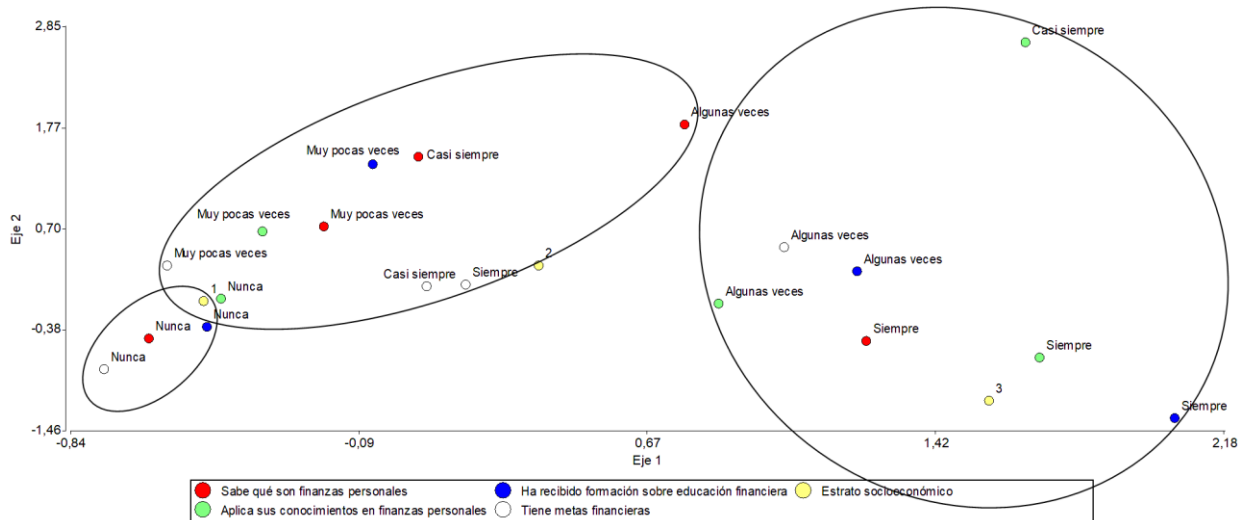 2,85
Casi siempre
1,77
Algunas veces
Muy pocas veces
Casi siempre
Eje 2
0,70
Muy pocas veces
Muy pocas veces
Muy pocas veces
Algunas veces
2
Algunas veces
Casi siempre
Siempre
1
Nunca
Algunas veces
-0,38
Nunca
Nunca
Siempre
Nunca
Siempre
3
Siempre
-1,46
-0,84
-0,09
0,67
1,42
2,18
Eje 1
Sabe qué son finanzas personales
Ha recibido formación sobre educación financiera
Estrato socioeconómico
Aplica sus conocimientos en finanzas personales
Tiene metas financieras